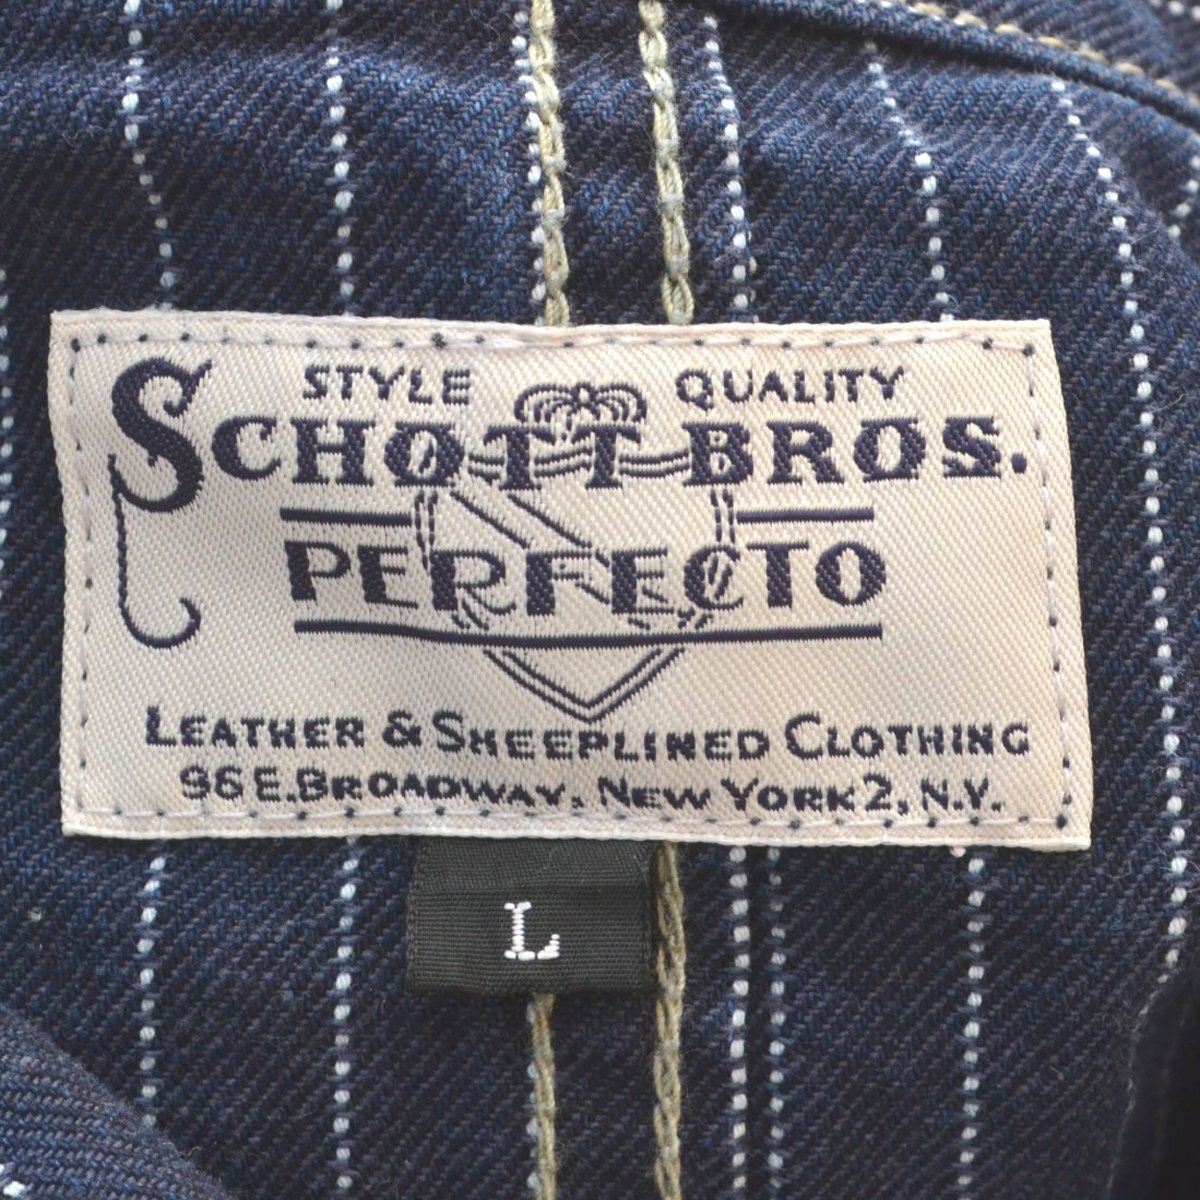 STYLE QUALITY
SCHOTT BROS.
PERFECTO
LEATHER & SHEEPLINED CLOTHING
96 E. BROADWAY, NEW YORK 2, N.Y.
L